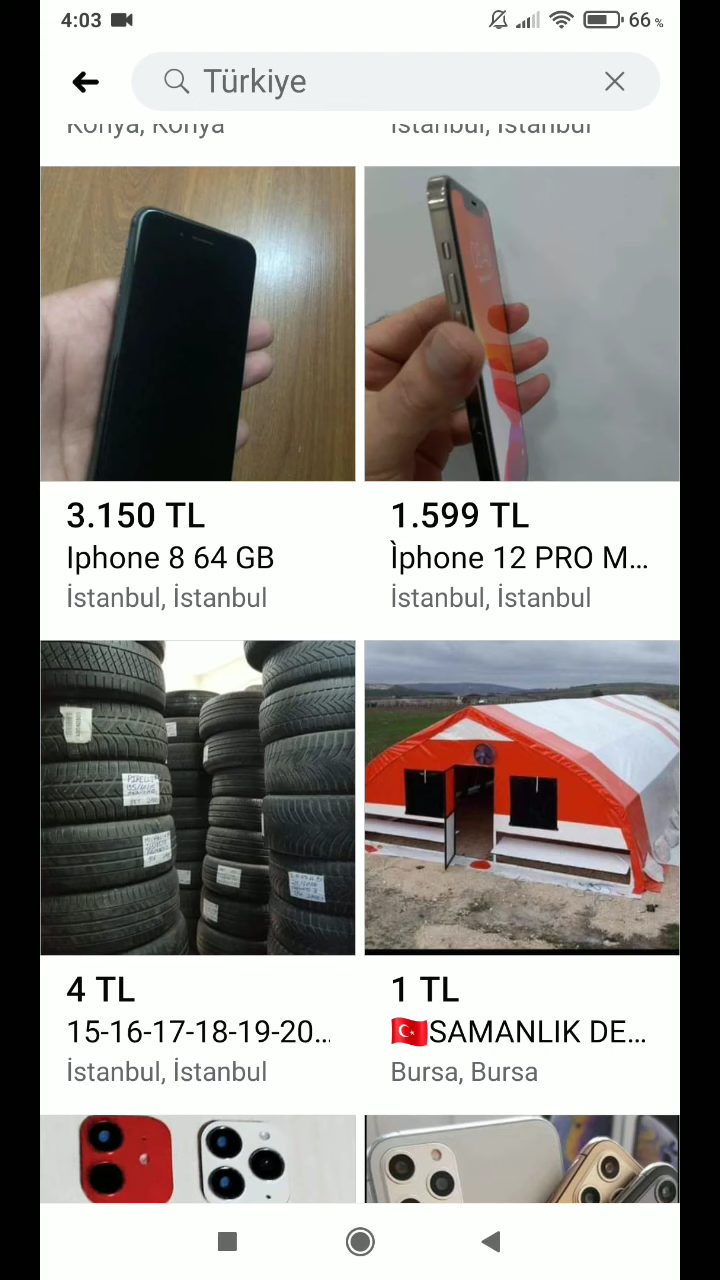 4:03
66%
Türkiye
Konya, Konya
İstanbul, İstanbul
3.150 TL
Iphone 8 64 GB
İstanbul, İstanbul
1.599 TL
Ìphone 12 PRO M...
İstanbul, İstanbul
PIRELLI
4 TL
15-16-17-18-19-20...
İstanbul, İstanbul
1 TL
🇹🇷SAMANLIK DE...
Bursa, Bursa